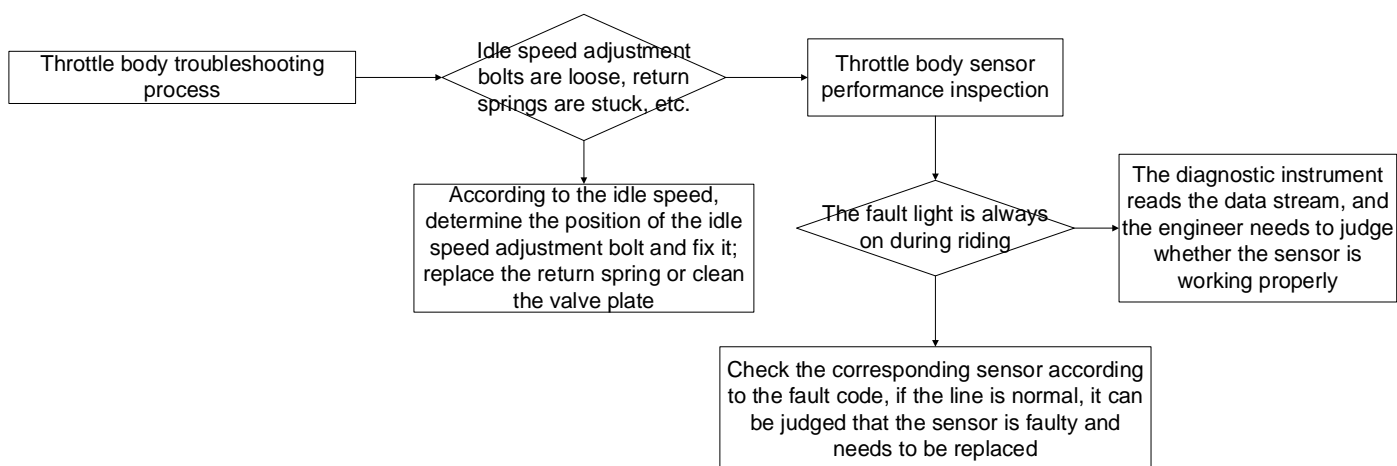 Throttle body troubleshooting
process
Idle speed adjustment
bolts are loose, return
springs are stuck, etc.
Throttle body sensor
performance inspection
According to the idle speed,
determine the position of the idle
speed adjustment bolt and fix it;
replace the return spring or clean
the valve plate
The fault light is always
on during riding
The diagnostic instrument
reads the data stream, and
the engineer needs to judge
whether the sensor is
working properly
Check the corresponding sensor according
to the fault code, if the line is normal, it can
be judged that the sensor is faulty and
needs to be replaced